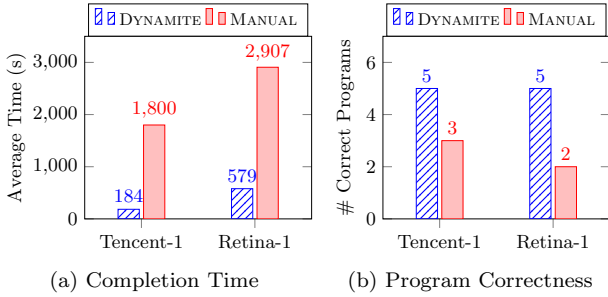 DYNAMITE MANUAL
Average Time (s)
3,000
2,000
1,000
0
184
1,800
579
2,907
Tencent-1 Retina-1
(a) Completion Time
DYNAMITE MANUAL
# Correct Programs
6
4
2
0
5
3
5
2
Tencent-1 Retina-1
(b) Program Correctness